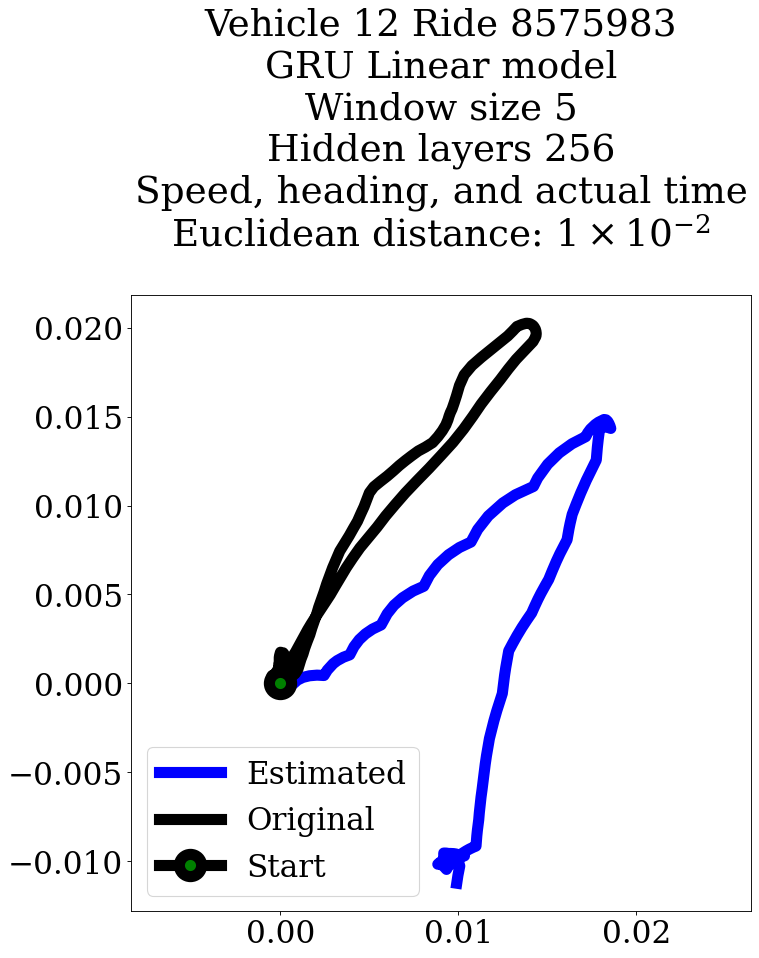 Vehicle 12 Ride 8575983
GRU Linear model
Window size 5
Hidden layers 256
Speed, heading, and actual time
Euclidean distance: 1 × 10⁻²
0.020
0.015
0.010
0.005
0.000
−0.005
−0.010
Estimated
Original
Start
0.00 0.01 0.02